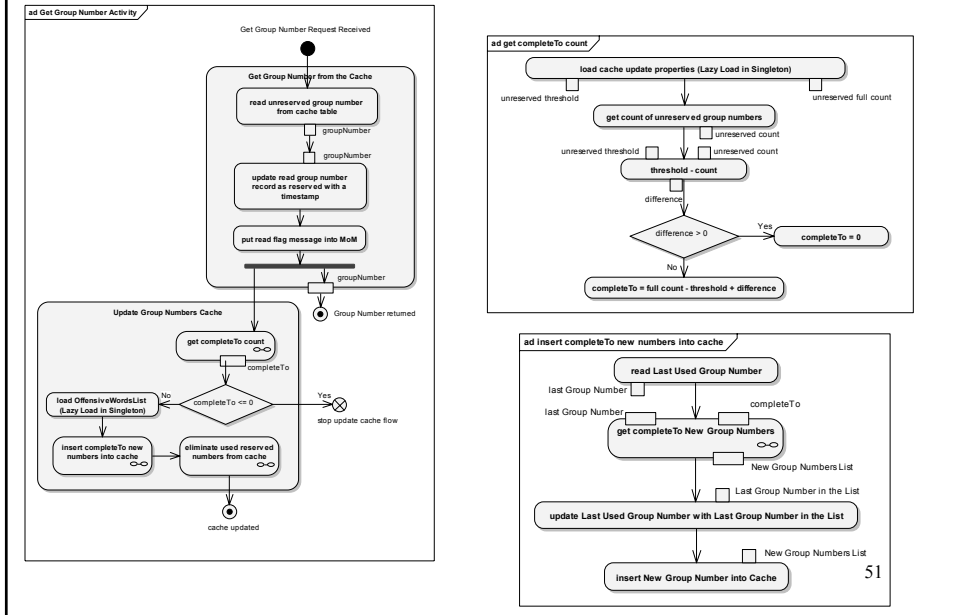 ad Get Group Number Activity
Get Group Number Request Received
Get Group Number from the Cache
read unreserved group number
from cache table
groupNumber
groupNumber
update read group number
record as reserved with a
timestamp
put read flag message into MoM
groupNumber
Group Number returned
Update Group Numbers Cache
get completeTo count
completeTo
completeTo <= 0
No
Yes
stop update cache flow
load OffensiveWordsList
(Lazy Load in Singleton)
insert completeTo new
numbers into cache
eliminate used reserved
numbers from cache
cache updated
ad get completeTo count
load cache update properties (Lazy Load in Singleton)
unreserved threshold
unreserved full count
get count of unreserved group numbers
unreserved count
unreserved threshold
unreserved count
threshold - count
difference
difference > 0
Yes
completeTo = 0
No
completeTo = full count - threshold + difference
ad insert completeTo new numbers into cache
read Last Used Group Number
last Group Number
last Group Number
completeTo
get completeTo New Group Numbers
New Group Numbers List
Last Group Number in the List
update Last Used Group Number with Last Group Number in the List
New Group Numbers List
insert New Group Number into Cache
51